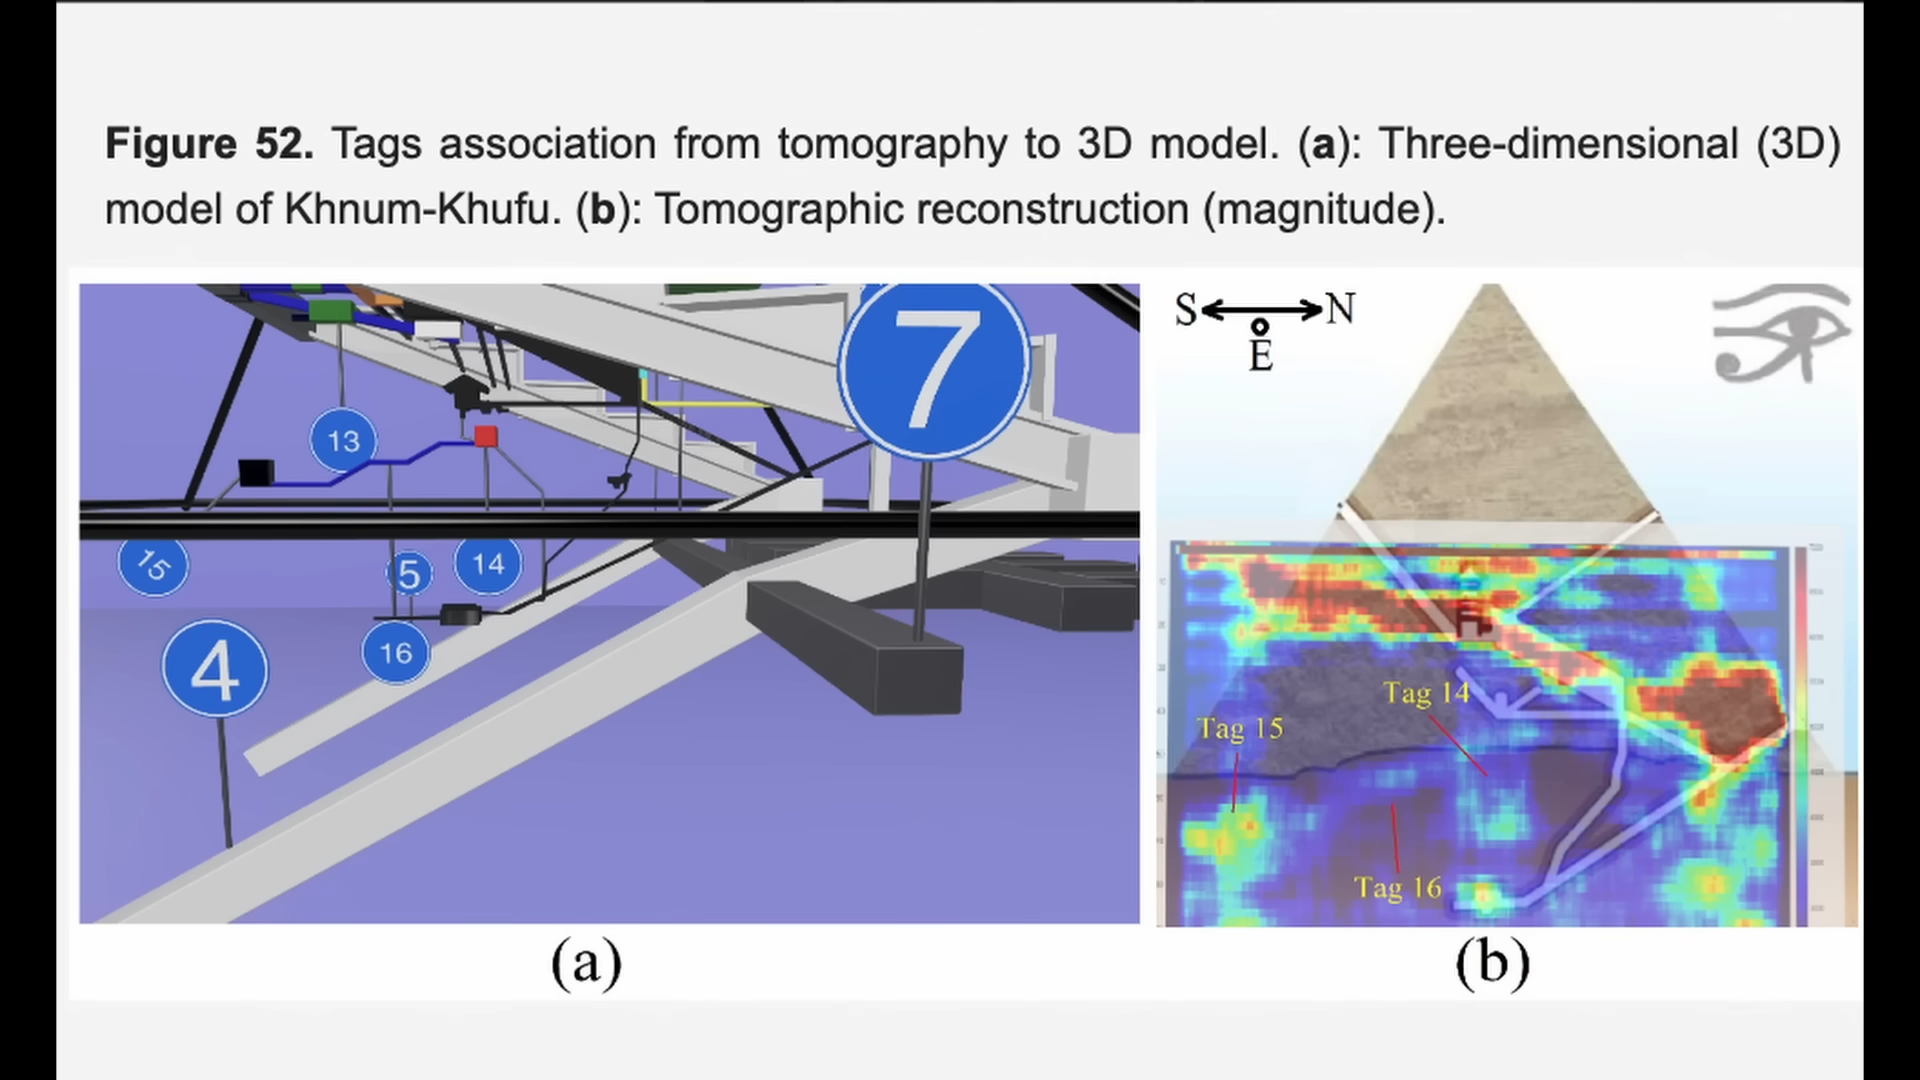 Figure 52. Tags association from tomography to 3D model. (a): Three-dimensional (3D)
model of Khnum-Khufu. (b): Tomographic reconstruction (magnitude).
7
13
15
5
14
4
16
(a)
S N
E
Tag 14
Tag 15
Tag 16
(b)